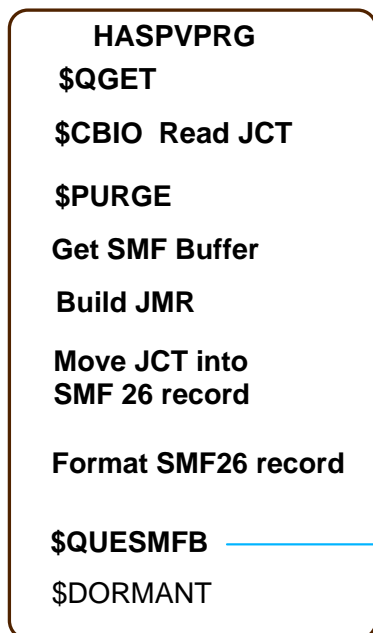 HASPVPRG
$QGET
$CBIO Read JCT
$PURGE
Get SMF Buffer
Build JMR
Move JCT into
SMF 26 record
Format SMF26 record
$QUESMFB
$DORMANT